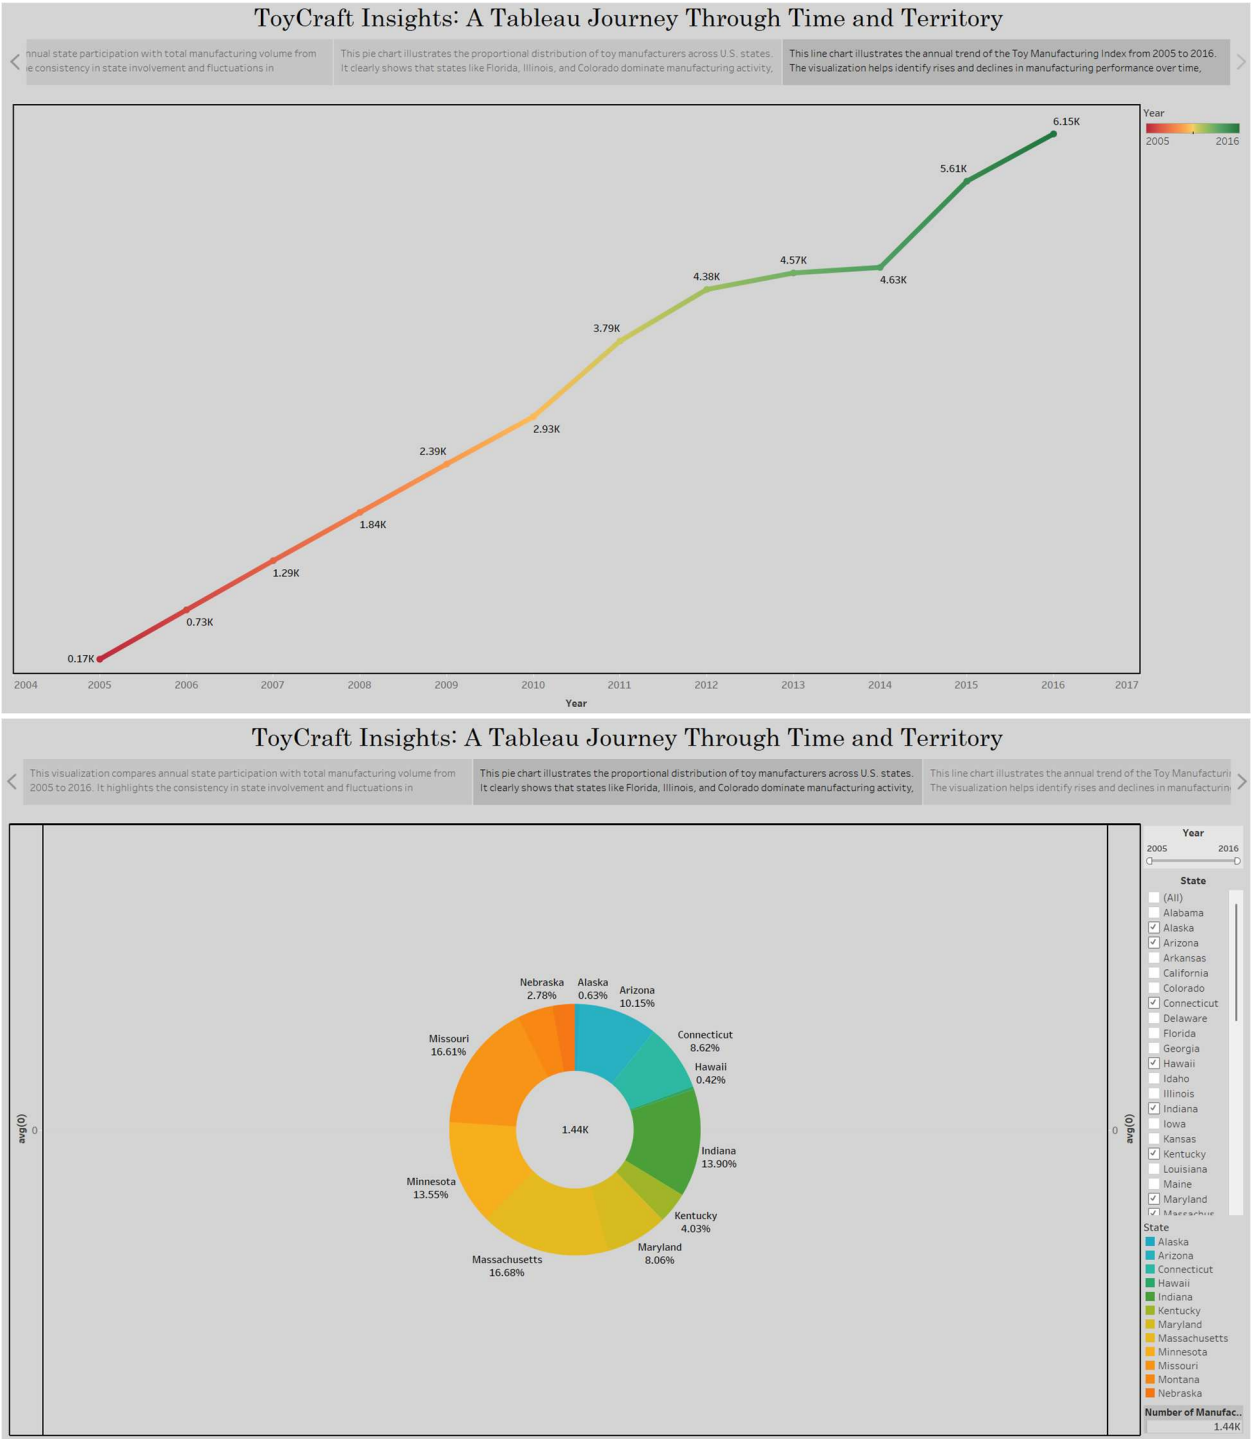 ToyCraft Insights: A Tableau Journey Through Time and Territory
nnual state participation with total manufacturing volume from
e consistency in state involvement and fluctuations in
This pie chart illustrates the proportional distribution of toy manufacturers across U.S. states.
It clearly shows that states like Florida, Illinois, and Colorado dominate manufacturing activity,
This line chart illustrates the annual trend of the Toy Manufacturing Index from 2005 to 2016.
The visualization helps identify rises and declines in manufacturing performance over time,
Year
2005 2016
6.15K
5.61K
4.57K
4.38K
4.63K
3.79K
2.93K
2.39K
1.84K
1.29K
0.73K
0.17K
2004 2005 2006 2007 2008 2009 2010 2011 2012 2013 2014 2015 2016 2017
Year
ToyCraft Insights: A Tableau Journey Through Time and Territory
This visualization compares annual state participation with total manufacturing volume from
2005 to 2016. It highlights the consistency in state involvement and fluctuations in
This pie chart illustrates the proportional distribution of toy manufacturers across U.S. states.
It clearly shows that states like Florida, Illinois, and Colorado dominate manufacturing activity,
This line chart illustrates the annual trend of the Toy Manufacturi
The visualization helps identify rises and declines in manufacturin
avg(0)
0
Nebraska
2.78%
Alaska
0.63%
Arizona
10.15%
Connecticut
8.62%
Hawaii
0.42%
Missouri
16.61%
1.44K
Indiana
13.90%
Minnesota
13.55%
Kentucky
4.03%
Maryland
8.06%
Massachusetts
16.68%
0
avg(0)
Year
2005 2016
State
(All)
Alabama
Alaska
Arizona
Arkansas
California
Colorado
Connecticut
Delaware
Florida
Georgia
Hawaii
Idaho
Illinois
Indiana
Iowa
Kansas
Kentucky
Louisiana
Maine
Maryland
Massachus
State
Alaska
Arizona
Connecticut
Hawaii
Indiana
Kentucky
Maryland
Massachusetts
Minnesota
Missouri
Montana
Nebraska
Number of Manufac..
1.44K